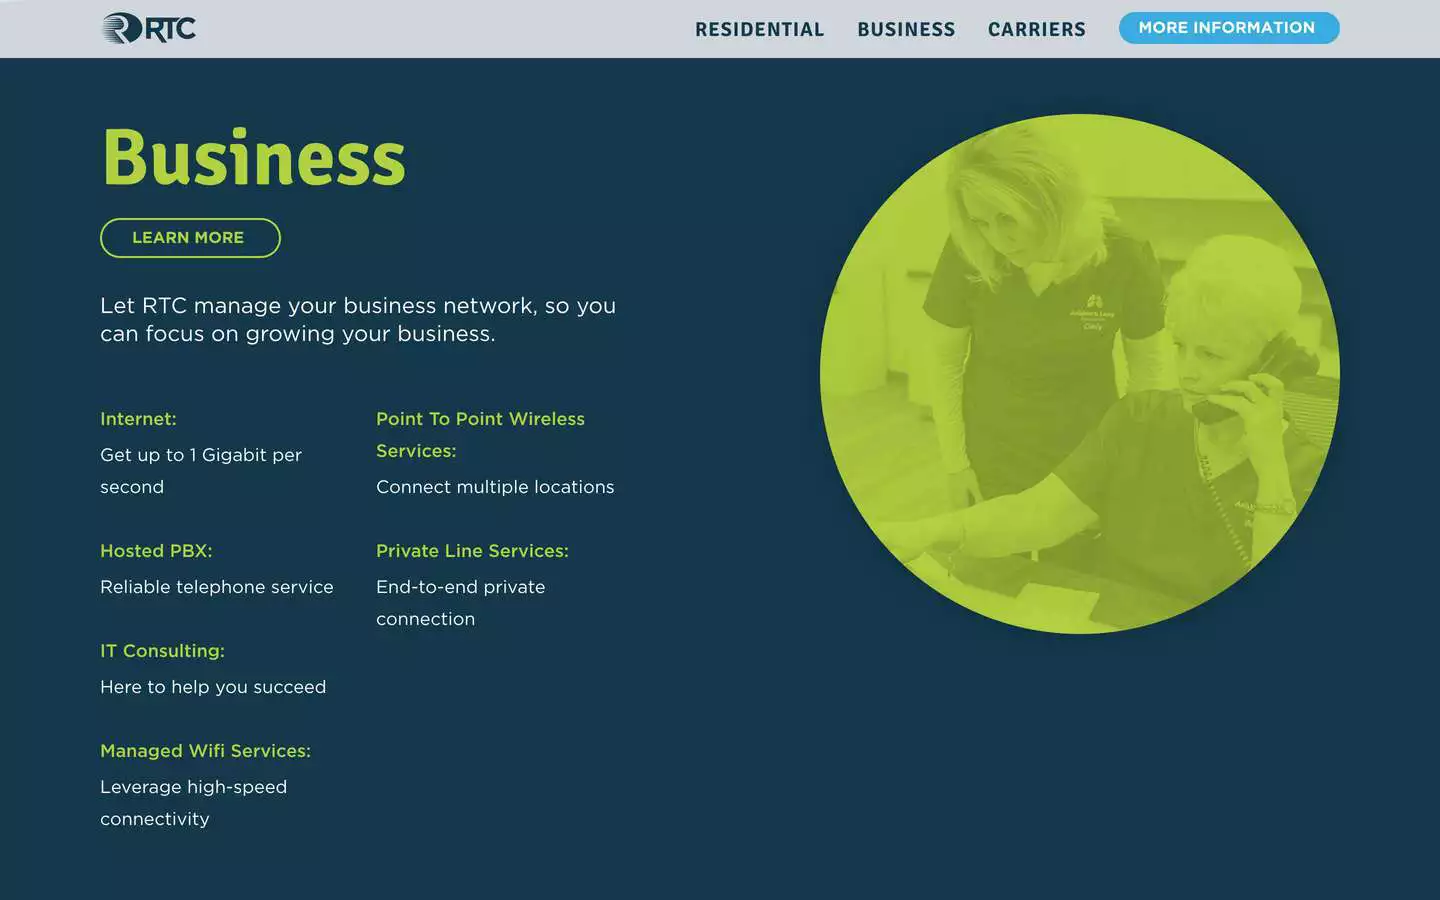 RTC
RESIDENTIAL
BUSINESS
CARRIERS
MORE INFORMATION
Business
LEARN MORE
Let RTC manage your business network, so you
can focus on growing your business.
Internet:
Get up to 1 Gigabit per
second
Hosted PBX:
Reliable telephone service
IT Consulting:
Here to help you succeed
Managed Wifi Services:
Leverage high-speed
connectivity
Point To Point Wireless
Services:
Connect multiple locations
Private Line Services:
End-to-end private
connection